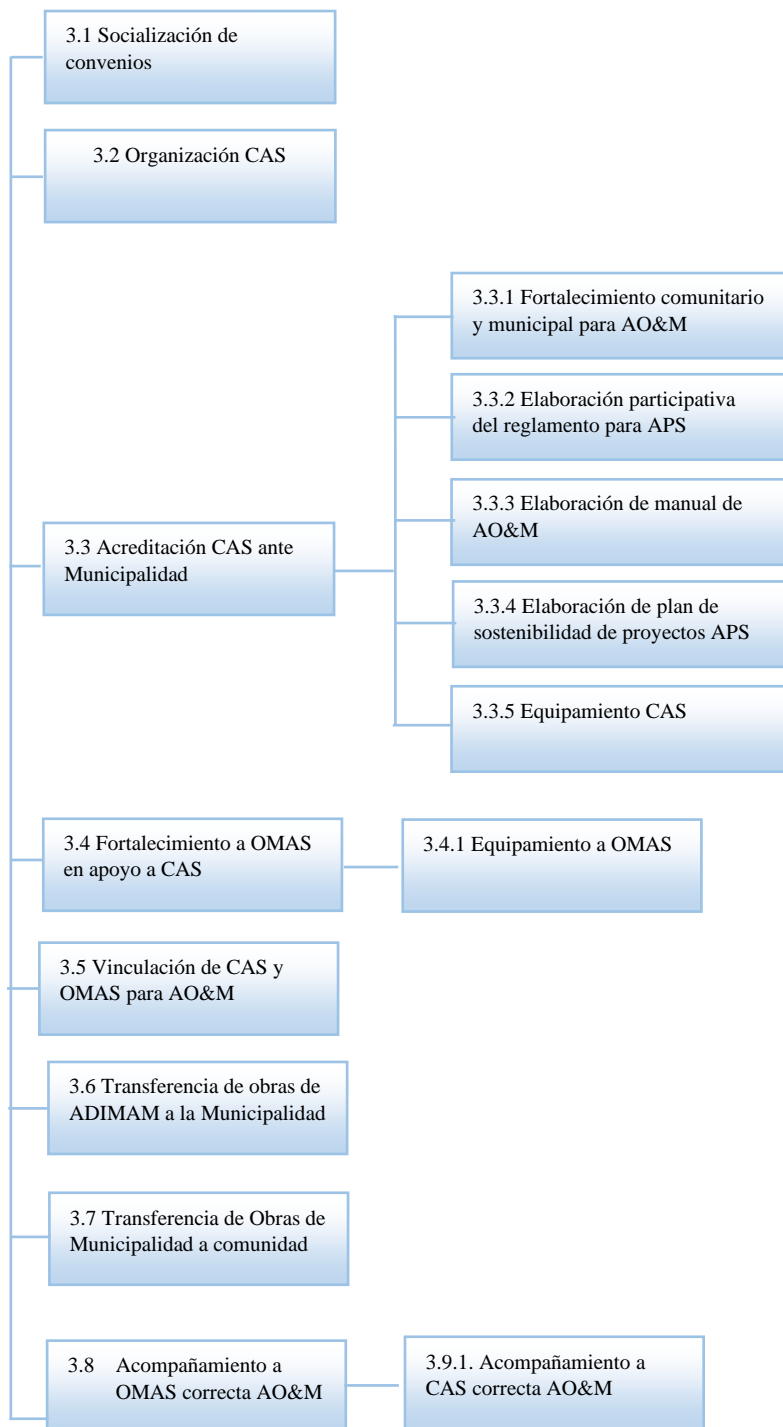 3.1 Socialización de
convenios
3.2 Organización CAS
3.3 Acreditación CAS ante
Municipalidad
3.3.1 Fortalecimiento comunitario
y municipal para AO&M
3.3.2 Elaboración participativa
del reglamento para APS
3.3.3 Elaboración de manual de
AO&M
3.3.4 Elaboración de plan de
sostenibilidad de proyectos APS
3.3.5 Equipamiento CAS
3.4 Fortalecimiento a OMAS
en apoyo a CAS
3.4.1 Equipamiento a OMAS
3.5 Vinculación de CAS y
OMAS para AO&M
3.6 Transferencia de obras de
ADIMAM a la Municipalidad
3.7 Transferencia de Obras de
Municipalidad a comunidad
3.8 Acompañamiento a
OMAS correcta AO&M
3.9.1. Acompañamiento a
CAS correcta AO&M